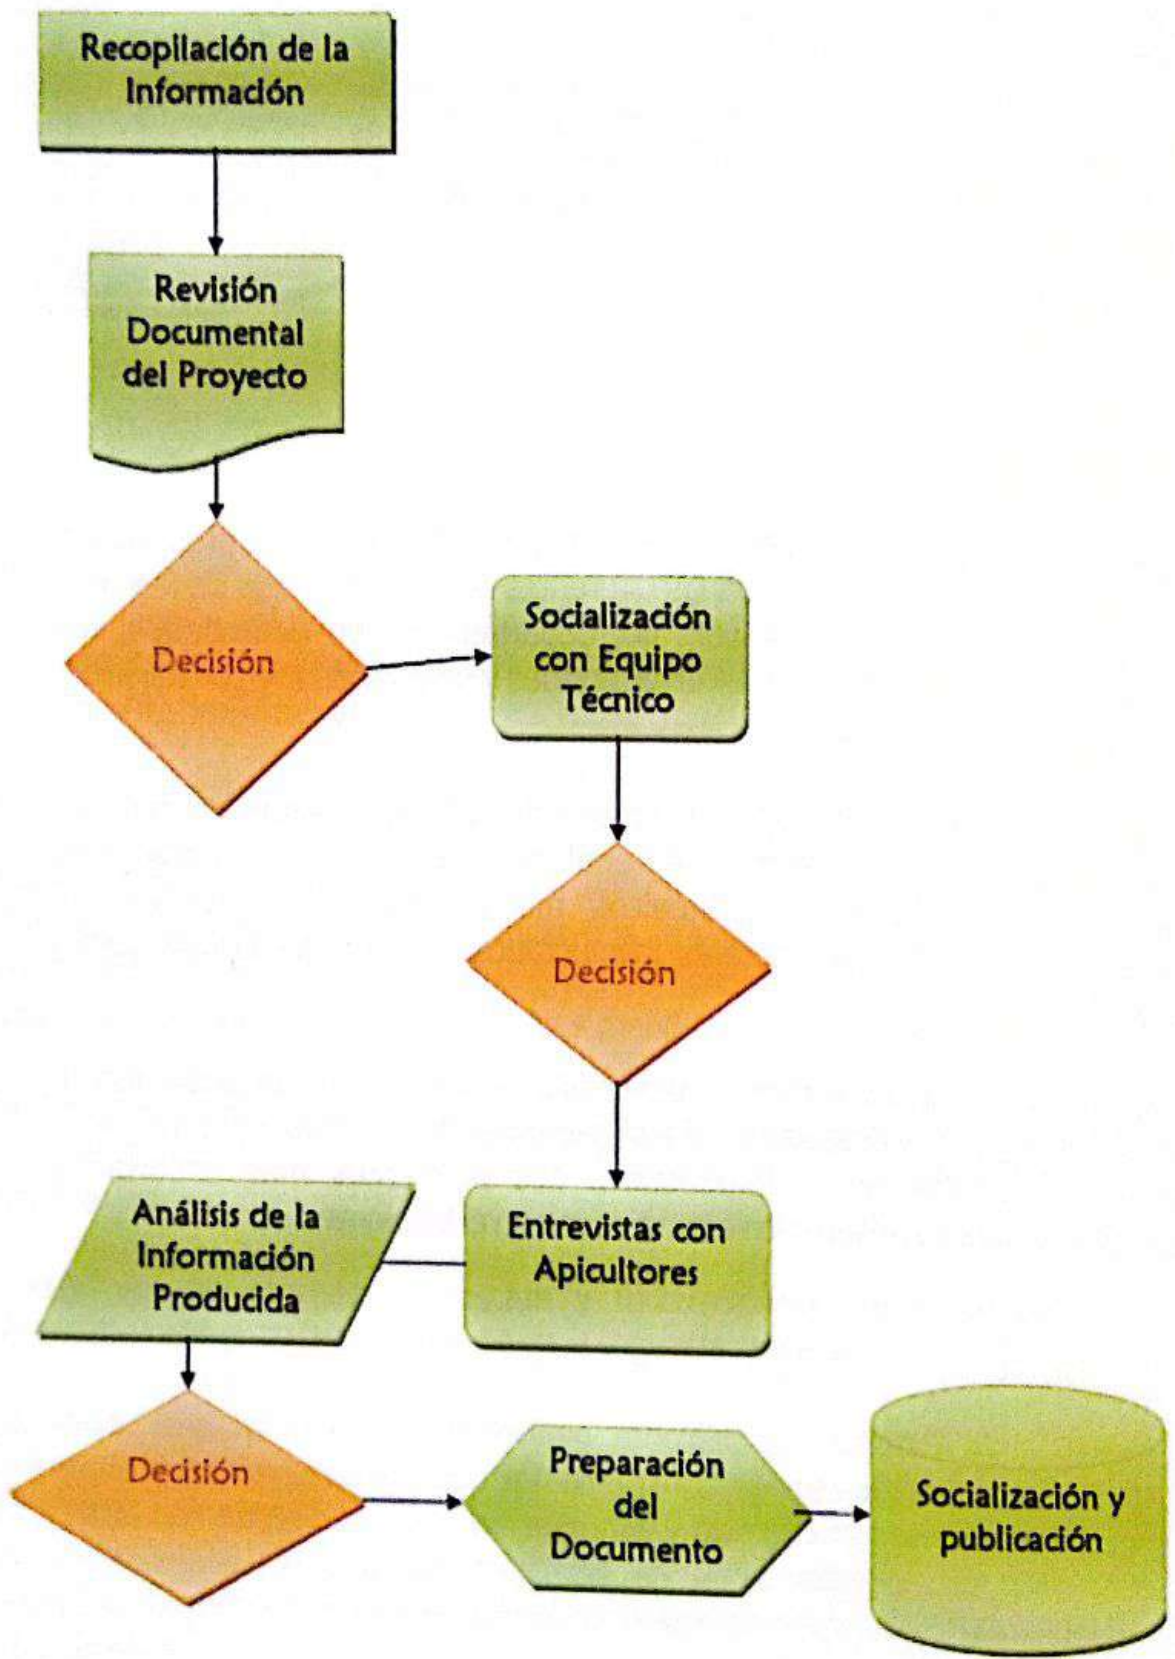 Recopilación de la
Información
Revisión
Documental
del Proyecto
Decisión
Socialización
con Equipo
Técnico
Decisión
Entrevistas con
Apicultores
Análisis de la
Información
Producida
Decisión
Preparación
del
Documento
Socialización y
publicación